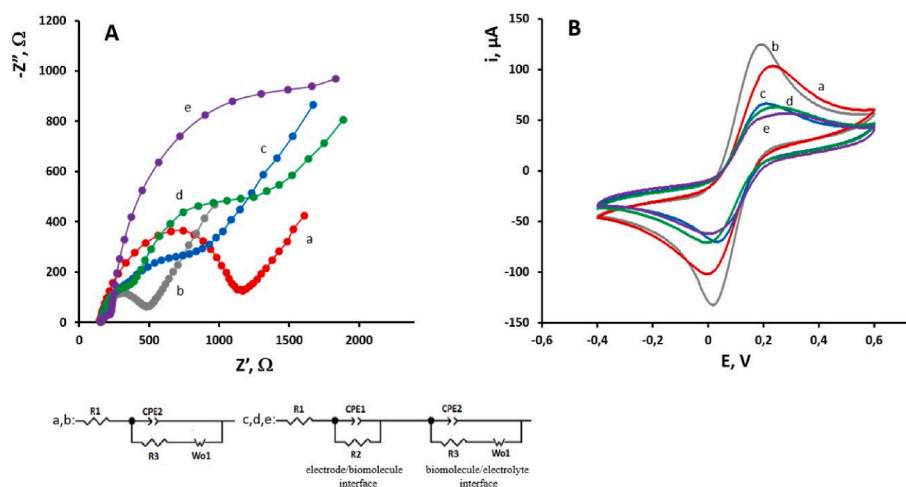 A
-Z", Ω
1200
1000
800
600
400
200
0
0 500 1000 1500 2000
Z', Ω
e
c
d
a
b
B
i, µA
150
100
50
0
-50
-100
-150
-0,6 -0,4 -0,2 0 0,2 0,4 0,6
E, V
b
a
c
d
e
a,b: R1 CPE2 R3 Wo1
c,d,e: R1 CPE1 R2 CPE2 R3 Wo1
electrode/biomolecule interface
biomolecule/electrolyte interface